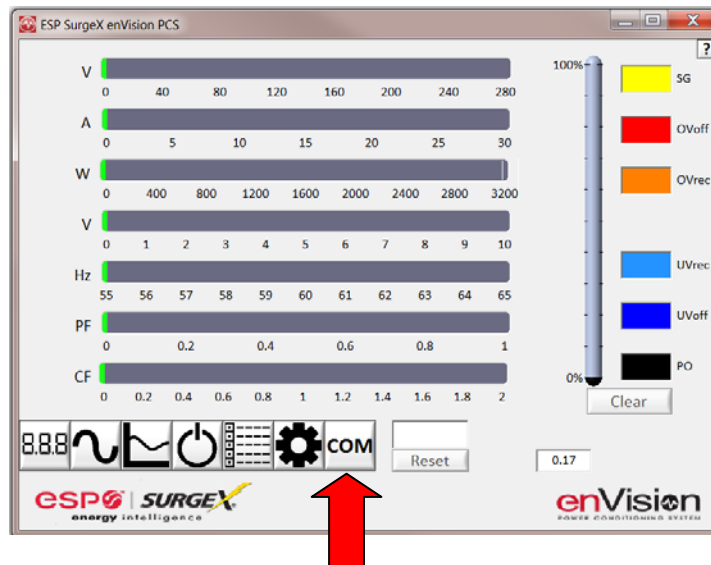 ESP SurgeX enVision PCS
?
V
0 40 80 120 160 200 240 280
A
0 5 10 15 20 25 30
W
0 400 800 1200 1600 2000 2400 2800 3200
V
0 1 2 3 4 5 6 7 8 9 10
Hz
55 56 57 58 59 60 61 62 63 64 65
PF
0 0.2 0.4 0.6 0.8 1
CF
0 0.2 0.4 0.6 0.8 1 1.2 1.4 1.6 1.8 2
100%
0%
SG
OVoff
OVrec
UVrec
UVoff
PO
Clear
8.8.8
COM
Reset
0.17
esp SURGEX
energy intelligence
enVision
POWER CONDITIONING SYSTEM